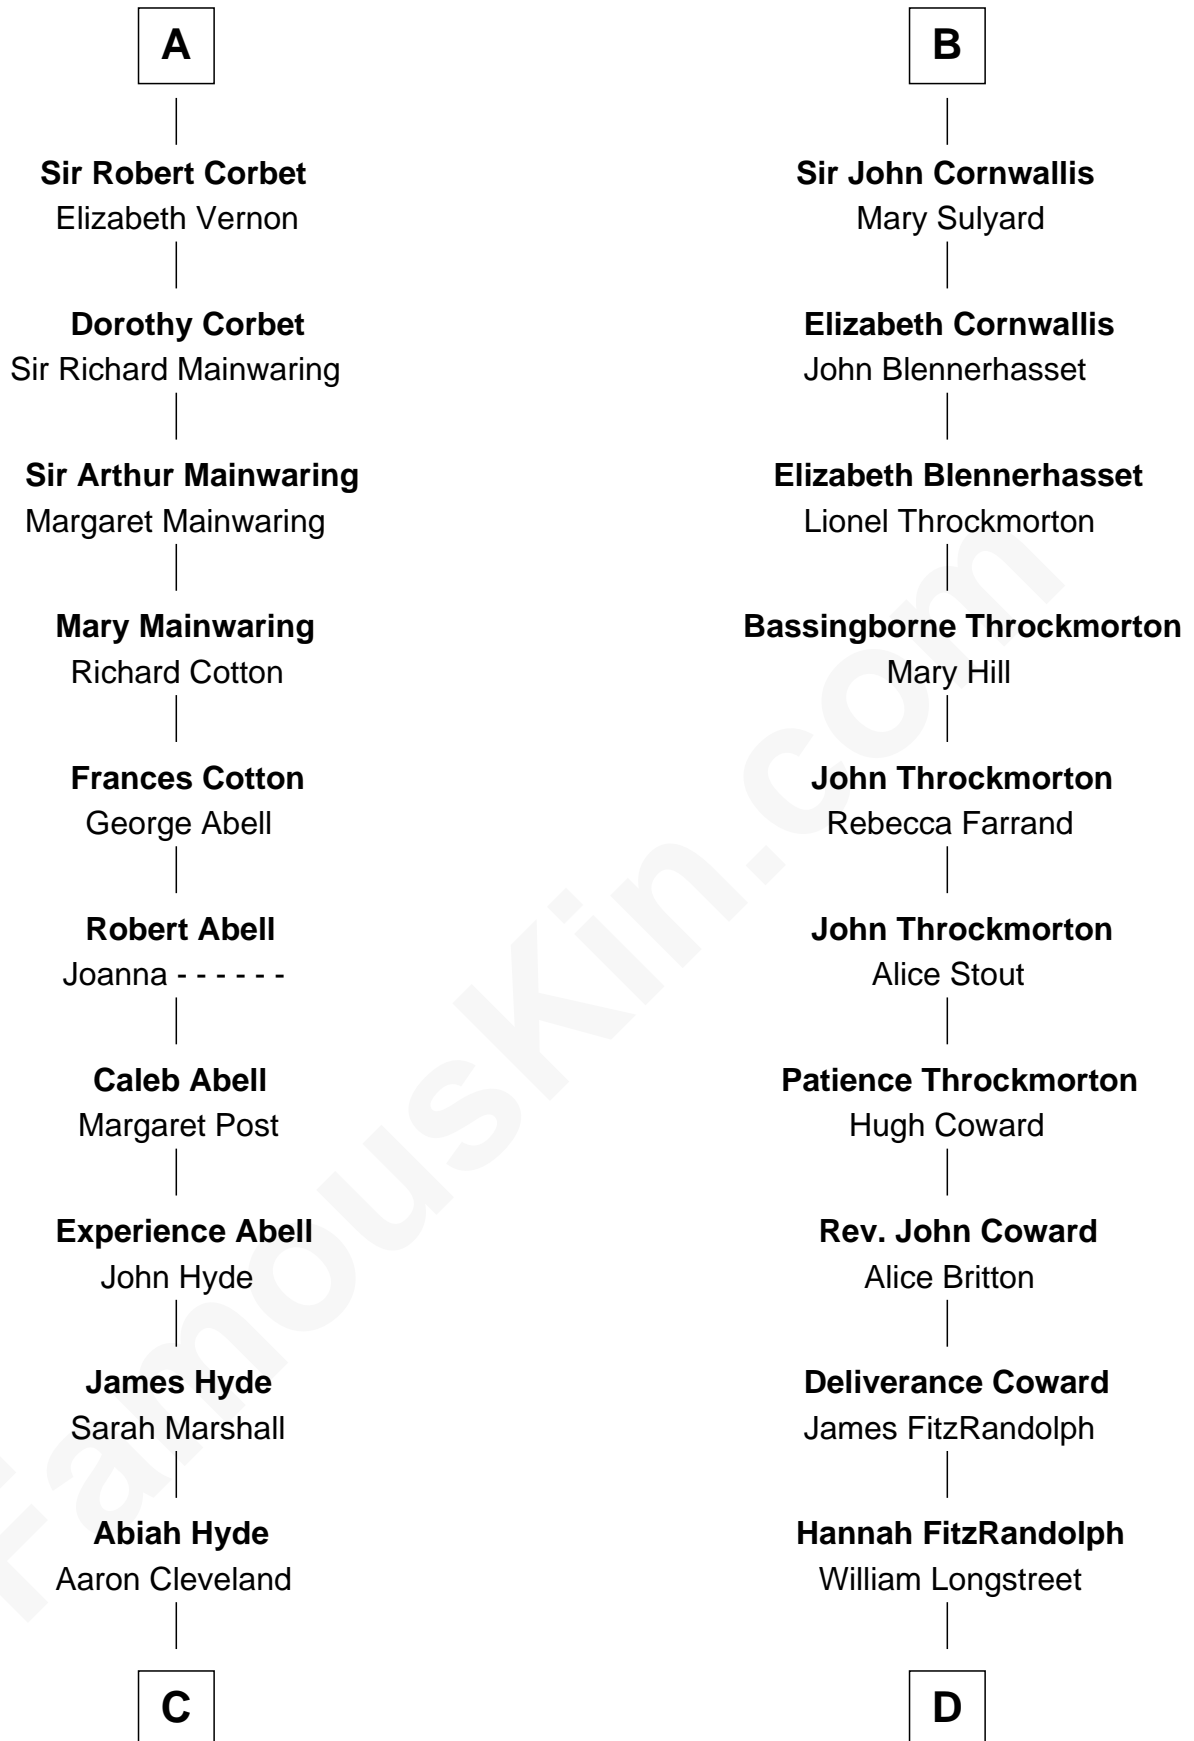 A
Sir Robert Corbet
Elizabeth Vernon
Dorothy Corbet
Sir Richard Mainwaring
Sir Arthur Mainwaring
Margaret Mainwaring
Mary Mainwaring
Richard Cotton
Frances Cotton
George Abell
Robert Abell
Joanna - - - - - -
Caleb Abell
Margaret Post
Experience Abell
John Hyde
James Hyde
Sarah Marshall
Abiah Hyde
Aaron Cleveland
C
B
Sir John Cornwallis
Mary Sulyard
Elizabeth Cornwallis
John Blennerhasset
Elizabeth Blennerhasset
Lionel Throckmorton
Bassingborne Throckmorton
Mary Hill
John Throckmorton
Rebecca Farrand
John Throckmorton
Alice Stout
Patience Throckmorton
Hugh Coward
Rev. John Coward
Alice Britton
Deliverance Coward
James FitzRandolph
Hannah FitzRandolph
William Longstreet
D
FamousKin.com